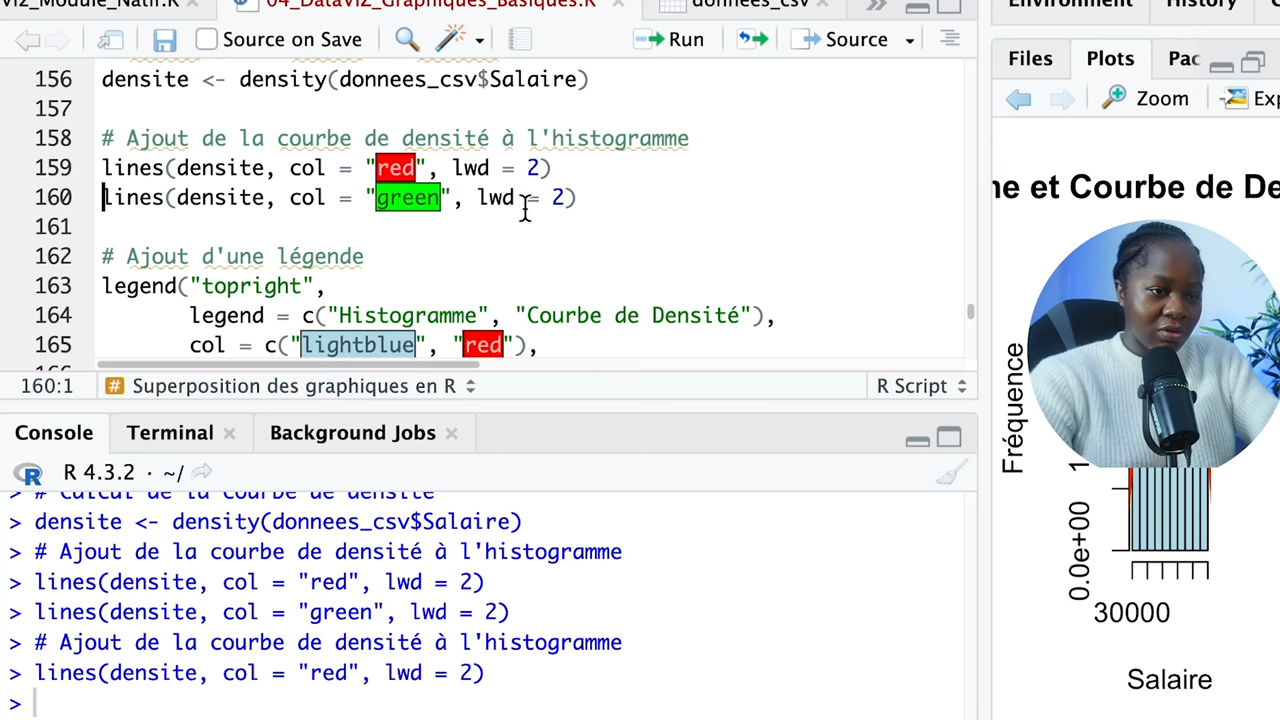 04_DataViz_Graphiques_Basiques.R
donnees_csv
Environment
History
Source on Save
Run
Source
Files
Plots
Zoom
156 densite <- density(donnees_csv$Salaire)
157
158 # Ajout de la courbe de densité à l'histogramme
159 lines(densite, col = "red", lwd = 2)
160 lines(densite, col = "green", lwd = 2)
161
162 # Ajout d'une légende
163 legend("topright",
164 legend = c("Histogramme", "Courbe de Densité"),
165 col = c("lightblue", "red"),
160:1
Superposition des graphiques en R
R Script
Console
Terminal
Background Jobs
R 4.3.2 · ~/
> # Calcul de la courbe de densité
> densite <- density(donnees_csv$Salaire)
> # Ajout de la courbe de densité à l'histogramme
> lines(densite, col = "red", lwd = 2)
> lines(densite, col = "green", lwd = 2)
> # Ajout de la courbe de densité à l'histogramme
> lines(densite, col = "red", lwd = 2)
>
et Courbe de
Fréquence
0.0e+00
30000
Salaire